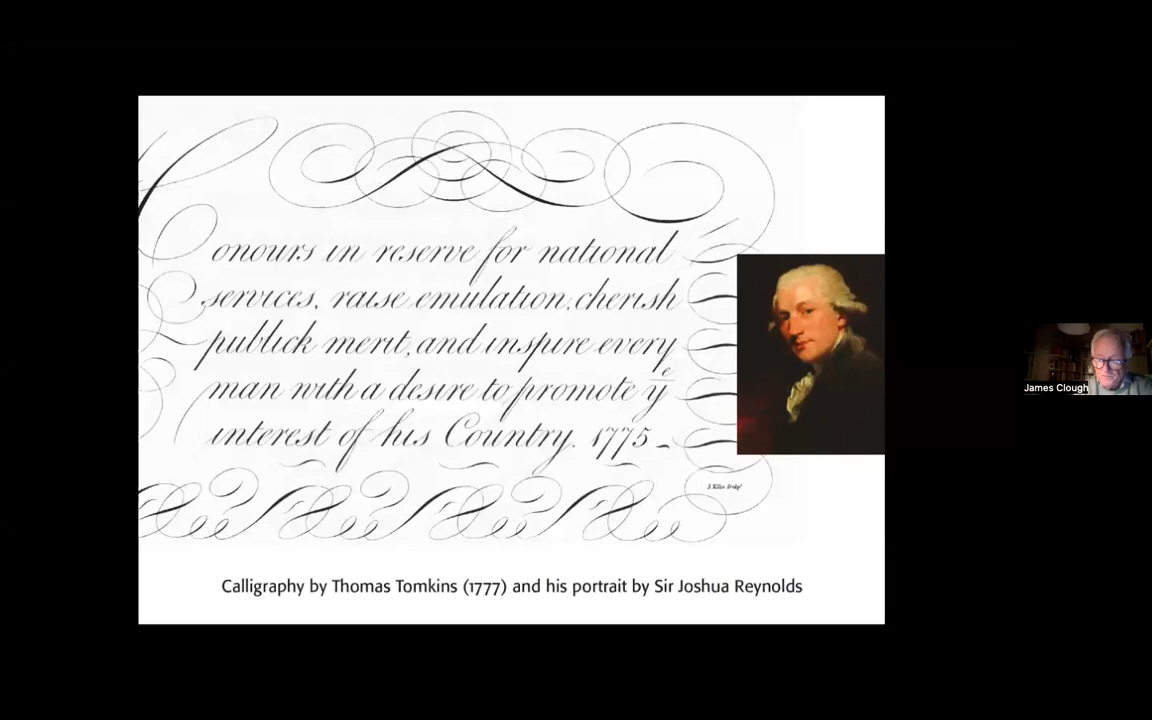 Honours in reserve for national
services, raise emulation, cherish
publick merit, and inspire every
man with a desire to promote yͤ
interest of his Country. 1775
Calligraphy by Thomas Tomkins (1777) and his portrait by Sir Joshua Reynolds
James Clough